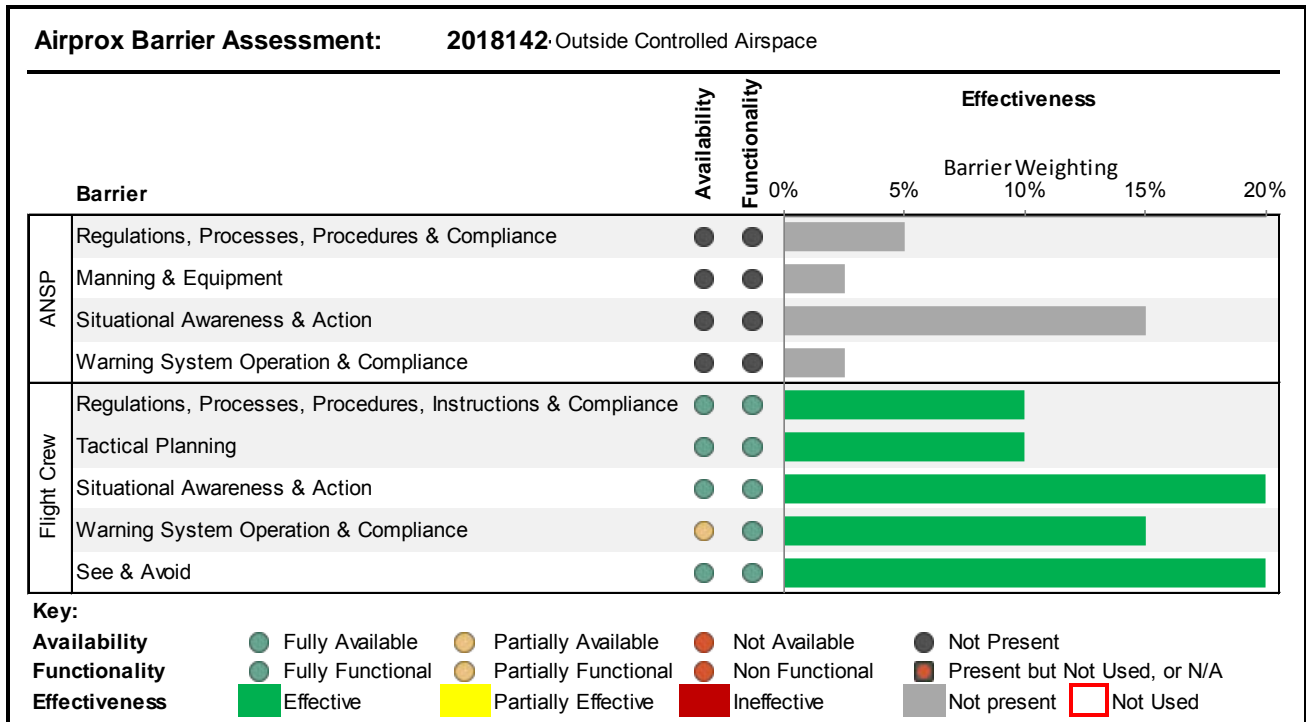 Airprox Barrier Assessment: 2018142 Outside Controlled Airspace
Availability
Functionality
Effectiveness
Barrier Weighting
Barrier
0% 5% 10% 15% 20%
ANSP
Regulations, Processes, Procedures & Compliance
Manning & Equipment
Situational Awareness & Action
Warning System Operation & Compliance
Flight Crew
Regulations, Processes, Procedures, Instructions & Compliance
Tactical Planning
Situational Awareness & Action
Warning System Operation & Compliance
See & Avoid
Key:
Availability Fully Available Partially Available Not Available Not Present
Functionality Fully Functional Partially Functional Non Functional Present but Not Used, or N/A
Effectiveness Effective Partially Effective Ineffective Not present Not Used